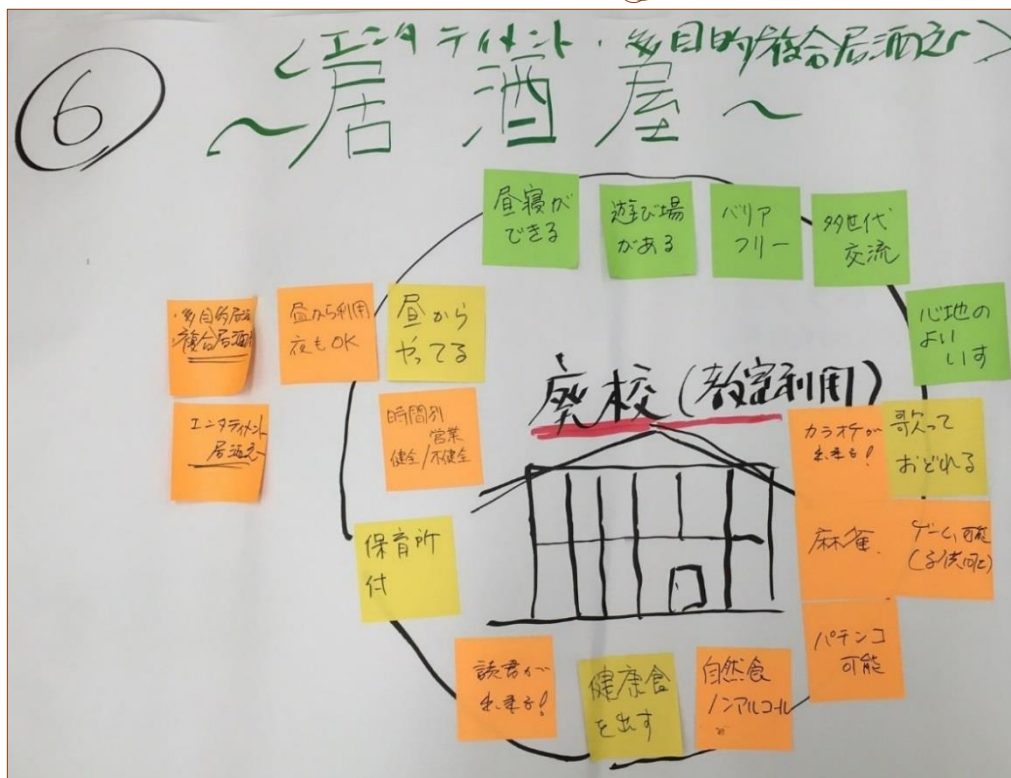 6
<エンタティメント・多目的複合居酒屋>
~居酒屋~
昼寝が
できる
遊び場
がある
バリア
フリー
多世代
交流
心地の
よい
いす
・多目的居酒
複合居酒屋
昼から利用
夜もOK
昼から
やってる
エンタティメント
居酒屋
時間別
営業
健全/不健全
廃校(教室利用)
カラオケが
出来る!
歌って
おどれる
麻雀
ゲーム可能
(子供同志)
パチンコ
可能
保育所
付
読書が
出来る!
健康食
を出す
自然食
ノンアルコール